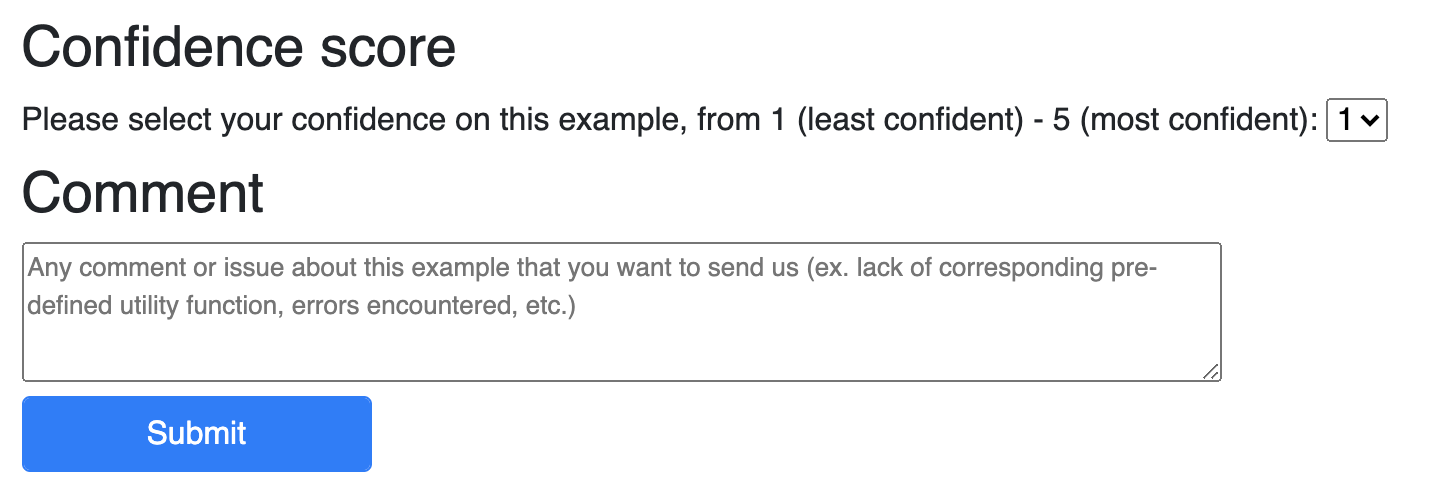 Confidence score
Please select your confidence on this example, from 1 (least confident) - 5 (most confident): 1
Comment
Any comment or issue about this example that you want to send us (ex. lack of corresponding pre-
defined utility function, errors encountered, etc.)
Submit